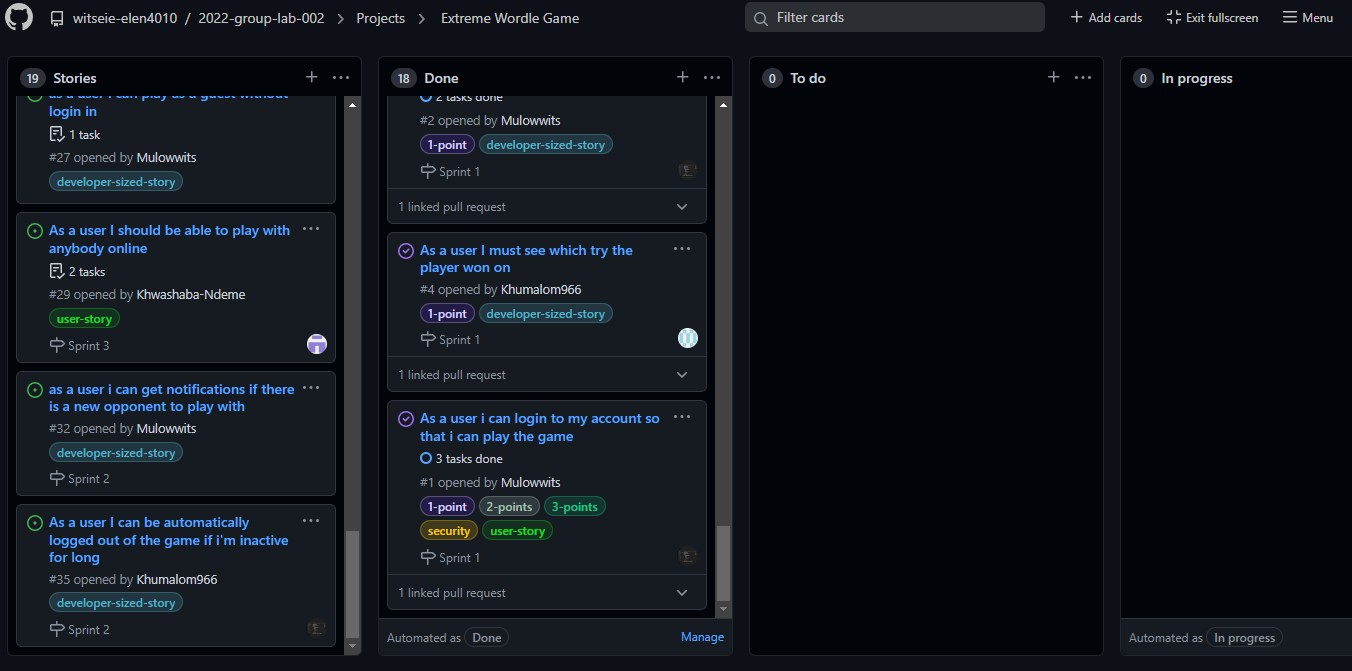 witseie-elen4010 / 2022-group-lab-002 > Projects > Extreme Wordle Game
Filter cards
+ Add cards
Exit fullscreen
Menu
19 Stories
as a user i can play as a guest without
login in
1 task
#27 opened by Mulowwits
developer-sized-story
As a user I should be able to play with
anybody online
2 tasks
#29 opened by Khwashaba-Ndeme
user-story
Sprint 3
as a user i can get notifications if there
is a new opponent to play with
#32 opened by Mulowwits
developer-sized-story
Sprint 2
As a user I can be automatically
logged out of the game if i'm inactive
for long
#35 opened by Khumalom966
developer-sized-story
Sprint 2
18 Done
2 tasks done
#2 opened by Mulowwits
1-point developer-sized-story
Sprint 1
1 linked pull request
As a user I must see which try the
player won on
#4 opened by Khumalom966
1-point developer-sized-story
Sprint 1
1 linked pull request
As a user i can login to my account so
that i can play the game
3 tasks done
#1 opened by Mulowwits
1-point 2-points 3-points
security user-story
Sprint 1
1 linked pull request
Automated as Done Manage
0 To do
0 In progress
Automated as In progress